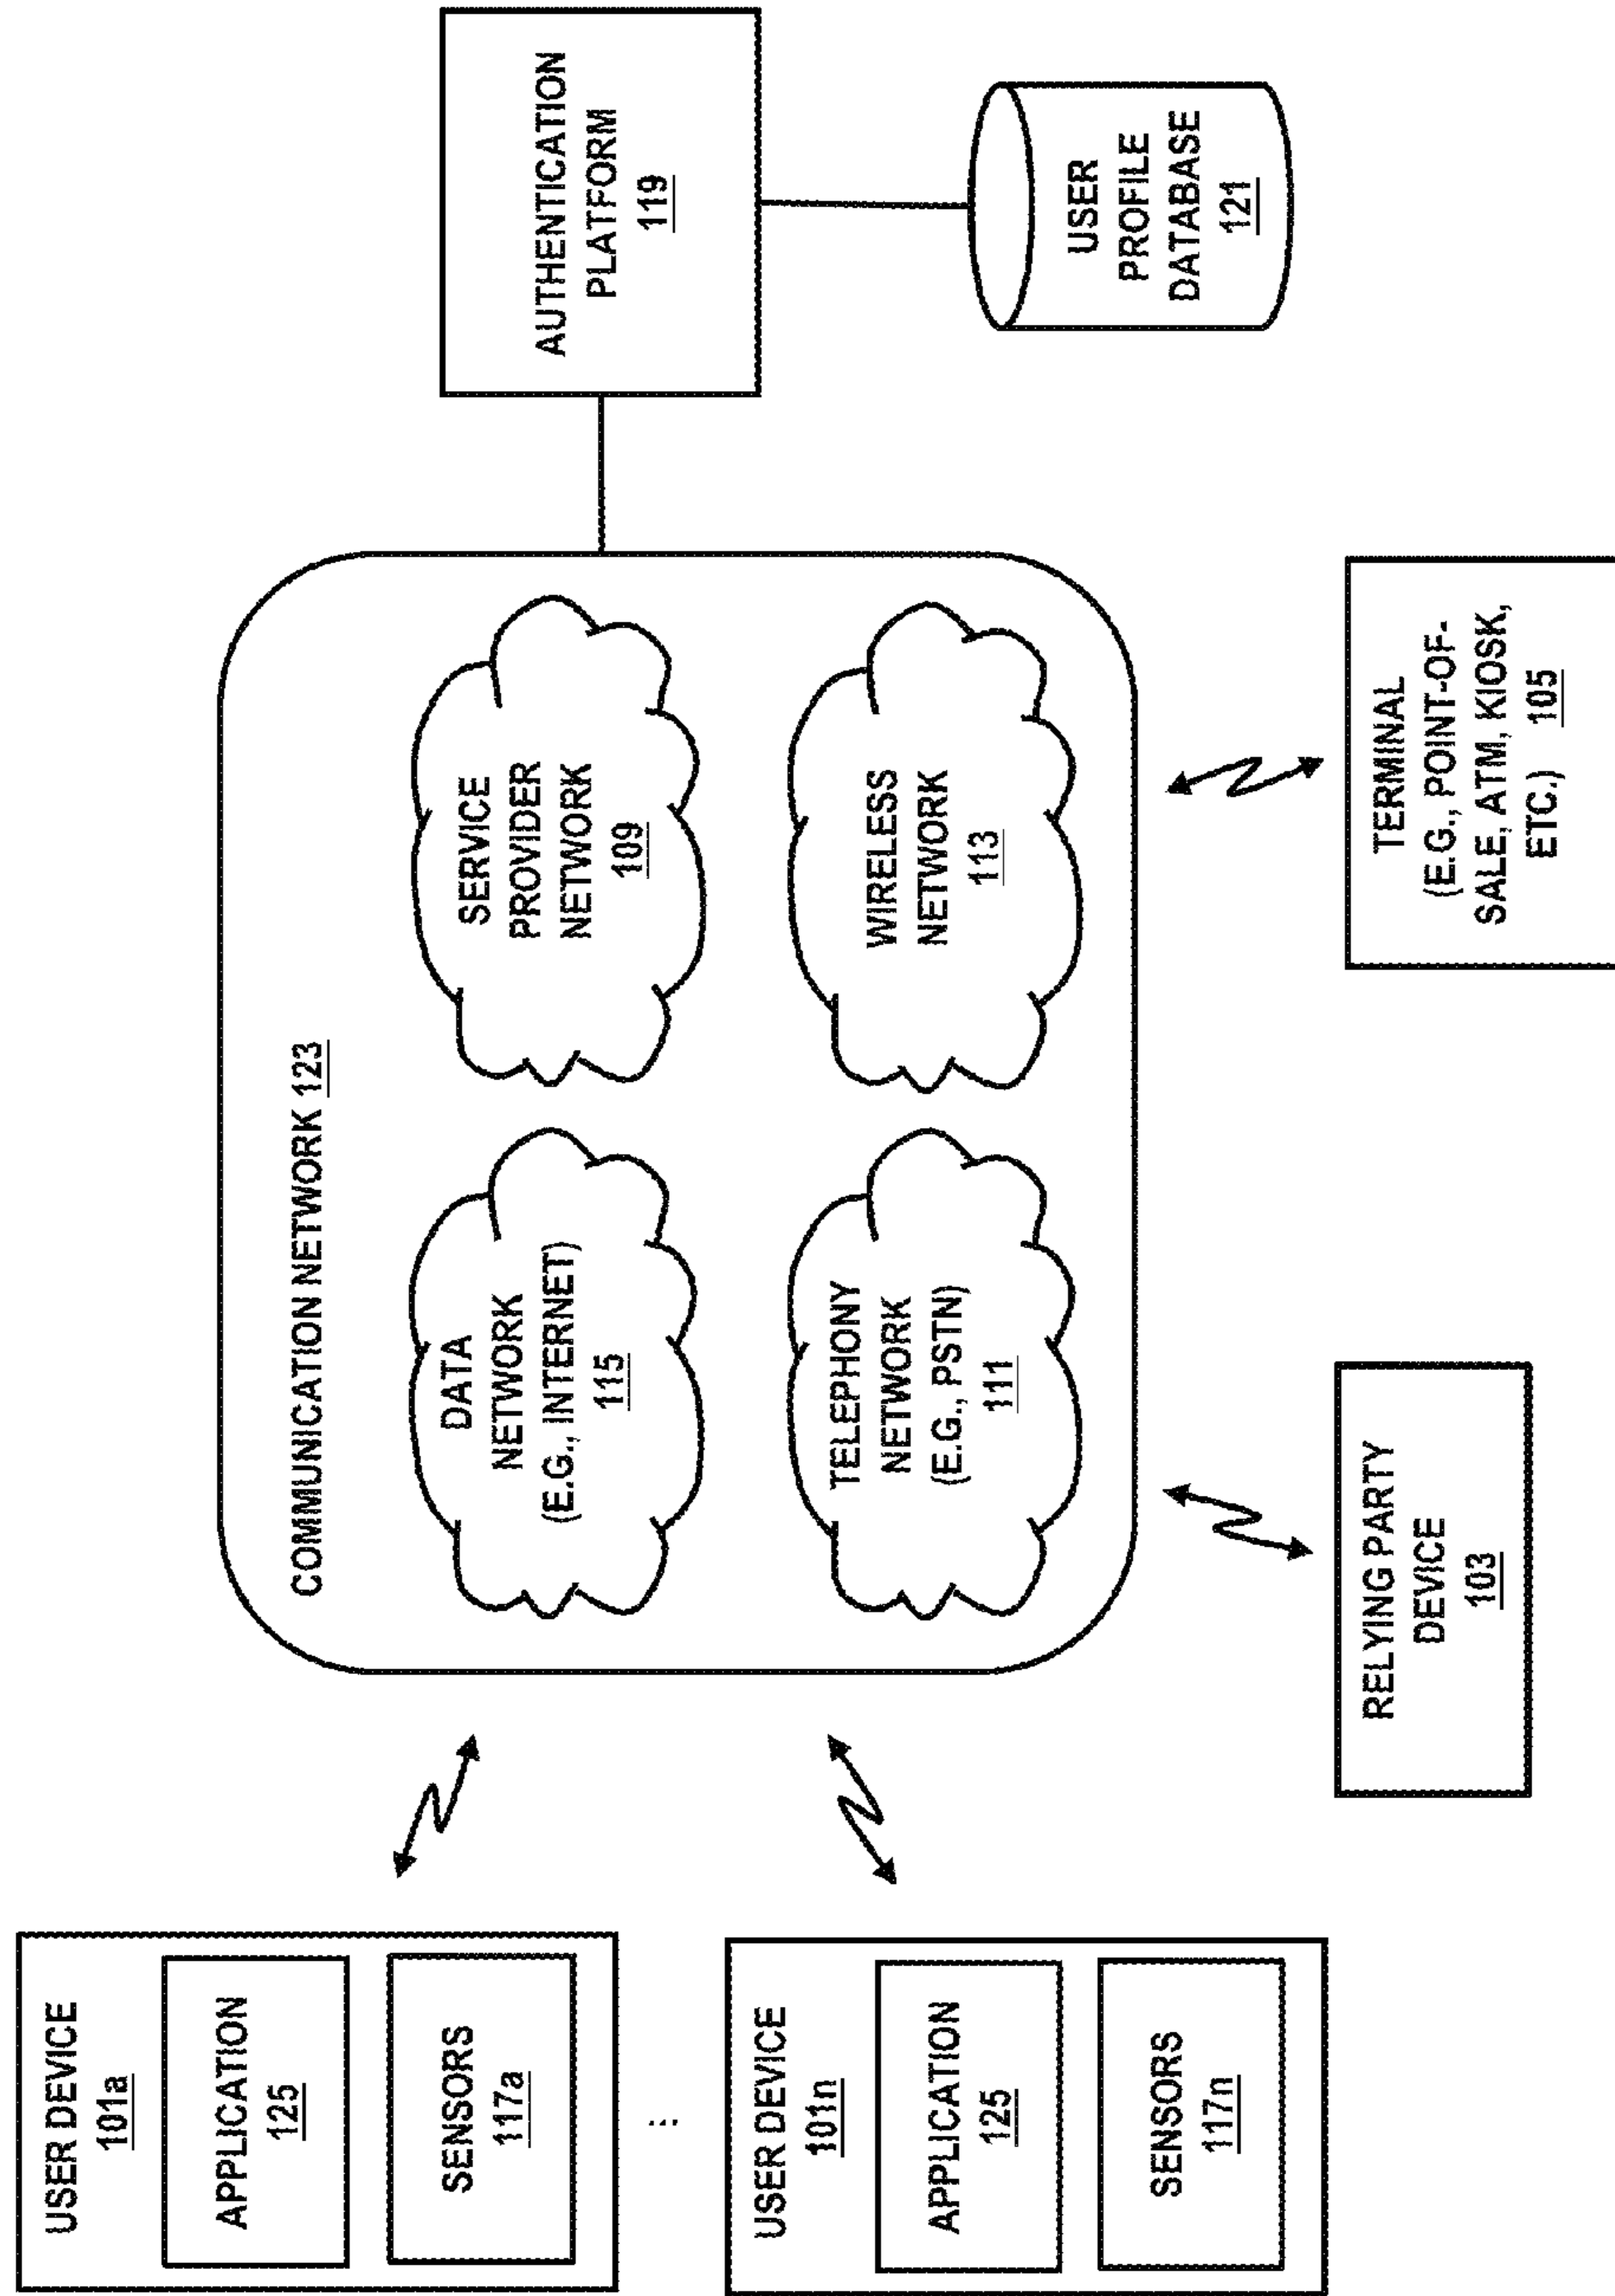 USER DEVICE
101a
APPLICATION
125
SENSORS
117a
...
USER DEVICE
101n
APPLICATION
125
SENSORS
117n
COMMUNICATION NETWORK 123
DATA
NETWORK
(E.G., INTERNET)
115
SERVICE
PROVIDER
NETWORK
109
TELEPHONY
NETWORK
(E.G., PSTN)
111
WIRELESS
NETWORK
113
AUTHENTICATION
PLATFORM
119
USER
PROFILE
DATABASE
121
RELYING PARTY
DEVICE
103
TERMINAL
(E.G., POINT-OF-
SALE, ATM, KIOSK,
ETC.) 105